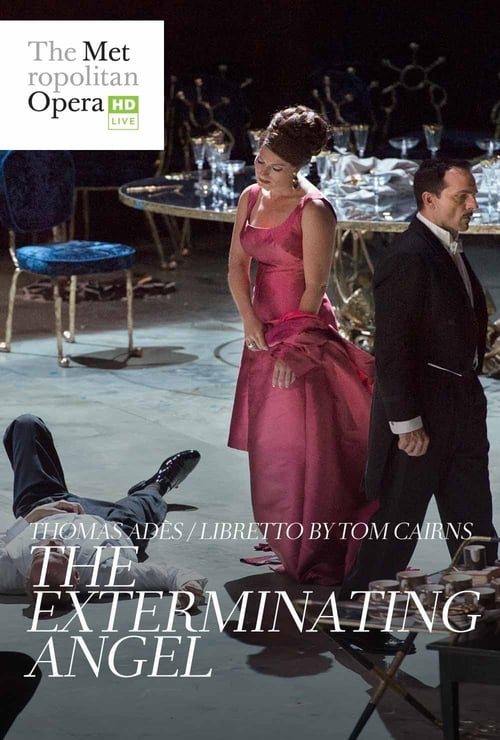 The Met
ropolitan
Opera HD
LIVE
THOMAS ADÈS / LIBRETTO BY TOM CAIRNS
THE
EXTERMINATING
ANGEL